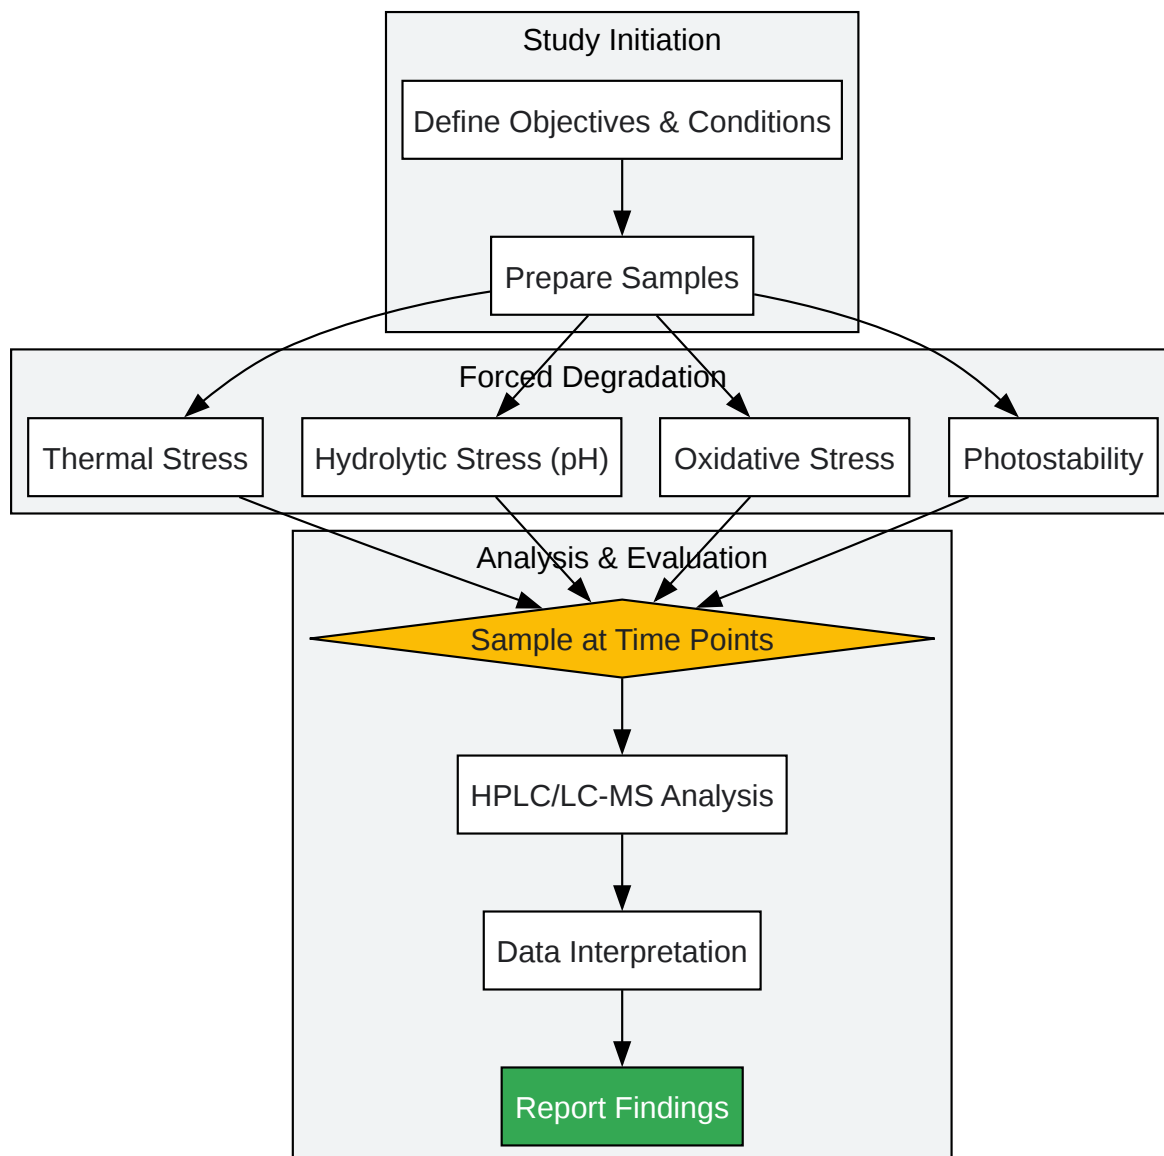 Study Initiation
Define Objectives & Conditions
Prepare Samples
Forced Degradation
Thermal Stress
Hydrolytic Stress (pH)
Oxidative Stress
Photostability
Analysis & Evaluation
Sample at Time Points
HPLC/LC-MS Analysis
Data Interpretation
Report Findings